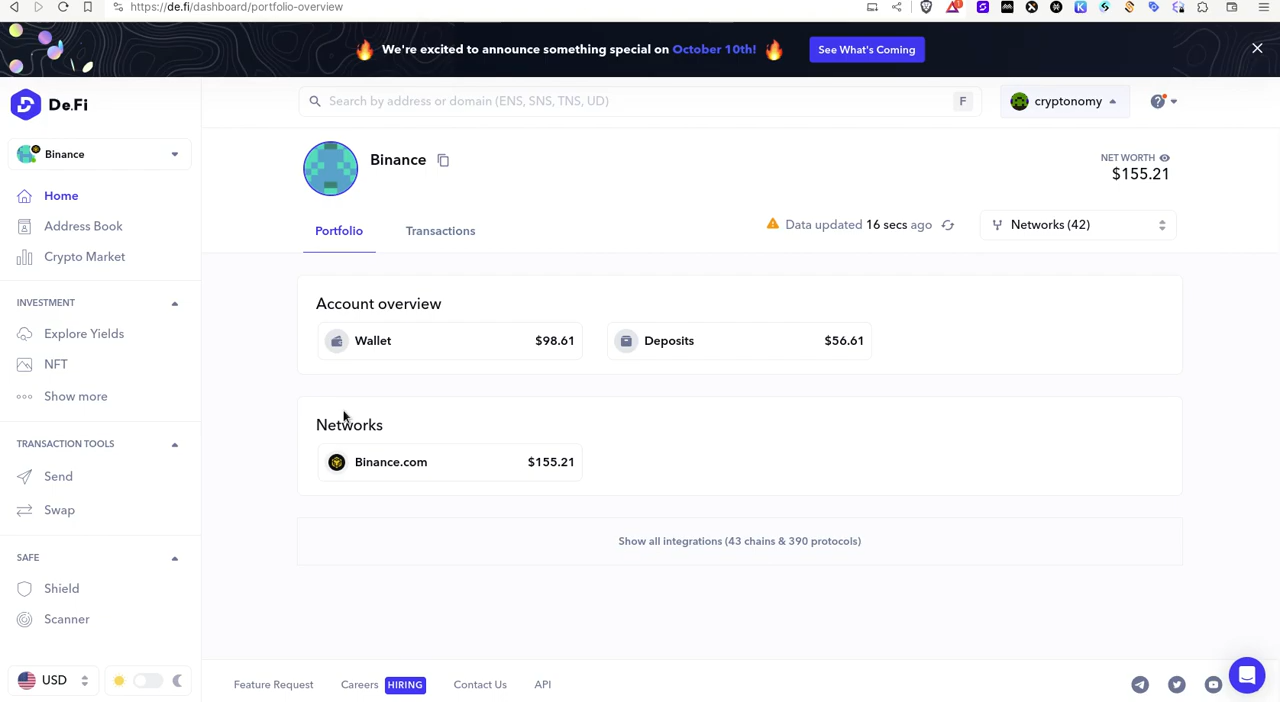 https://de.fi/dashboard/portfolio-overview
We're excited to announce something special on October 10th!
See What's Coming
De.Fi
Search by address or domain (ENS, SNS, TNS, UD)
F
cryptonomy
?
Binance
Binance
NET WORTH
$155.21
Home
Address Book
Crypto Market
Portfolio
Transactions
Data updated 16 secs ago
Networks (42)
INVESTMENT
Explore Yields
NFT
Show more
Account overview
Wallet
$98.61
Deposits
$56.61
Networks
Binance.com
$155.21
TRANSACTION TOOLS
Send
Swap
Show all integrations (43 chains & 390 protocols)
SAFE
Shield
Scanner
USD
Feature Request
Careers HIRING
Contact Us
API